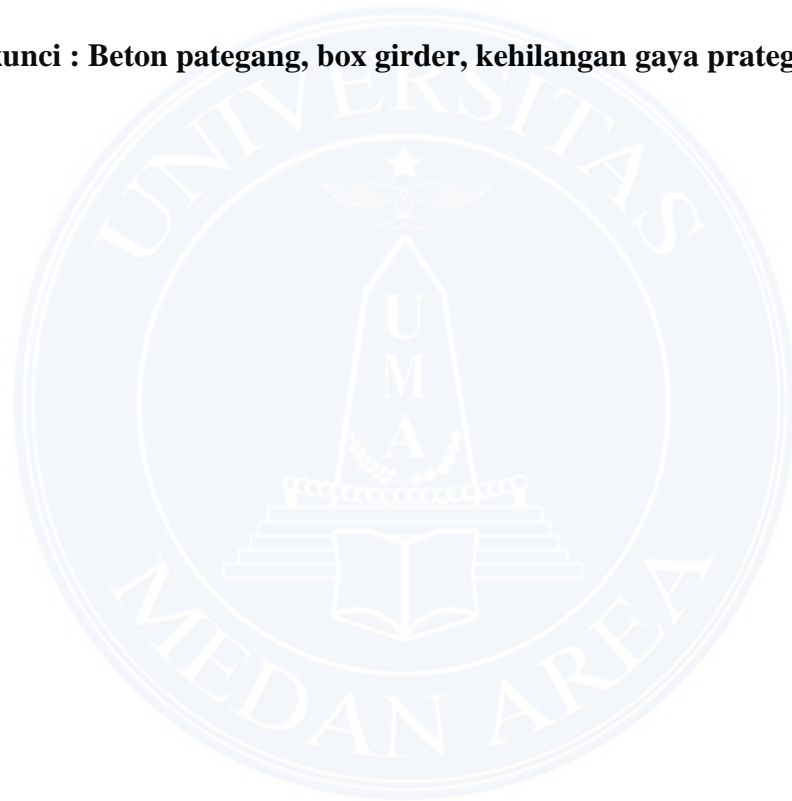 kunci : Beton pategang, box girder, kehilangan gaya prateg
UNIVERSITAS
U
M
A
MEDAN AREA